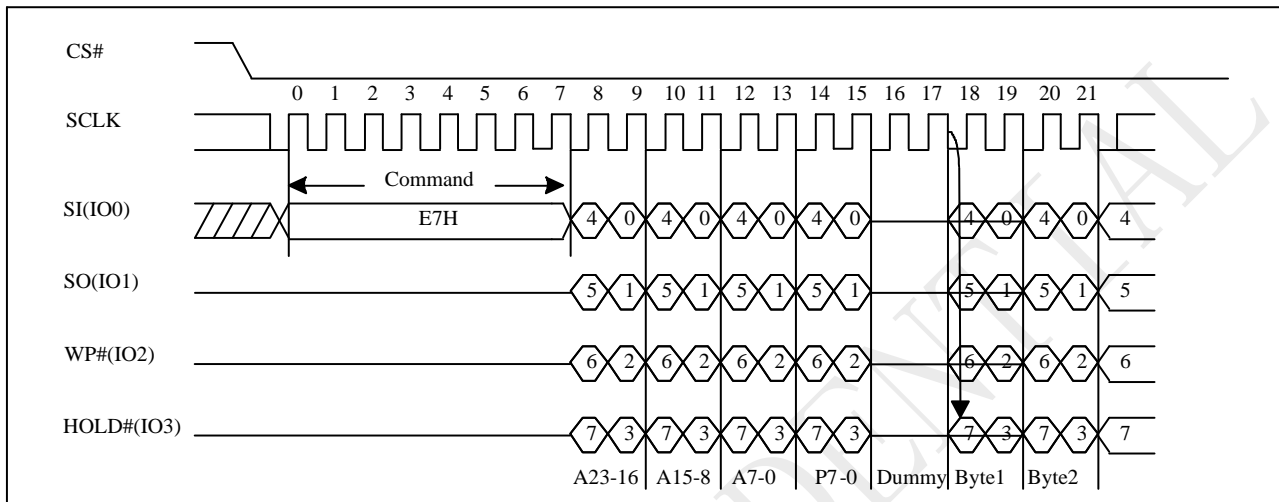 CS#
0 1 2 3 4 5 6 7 8 9 10 11 12 13 14 15 16 17 18 19 20 21
SCLK
Command
SI(IO0) E7H 4 0 4 0 4 0 4 0 4 0 4 0 4
SO(IO1) 5 1 5 1 5 1 5 1 5 1 5 1 5
WP#(IO2) 6 2 6 2 6 2 6 2 6 2 6 2 6
HOLD#(IO3) 7 3 7 3 7 3 7 3 7 3 7 3 7
A23-16 A15-8 A7-0 P7-0 Dummy Byte1 Byte2
DENTIAL